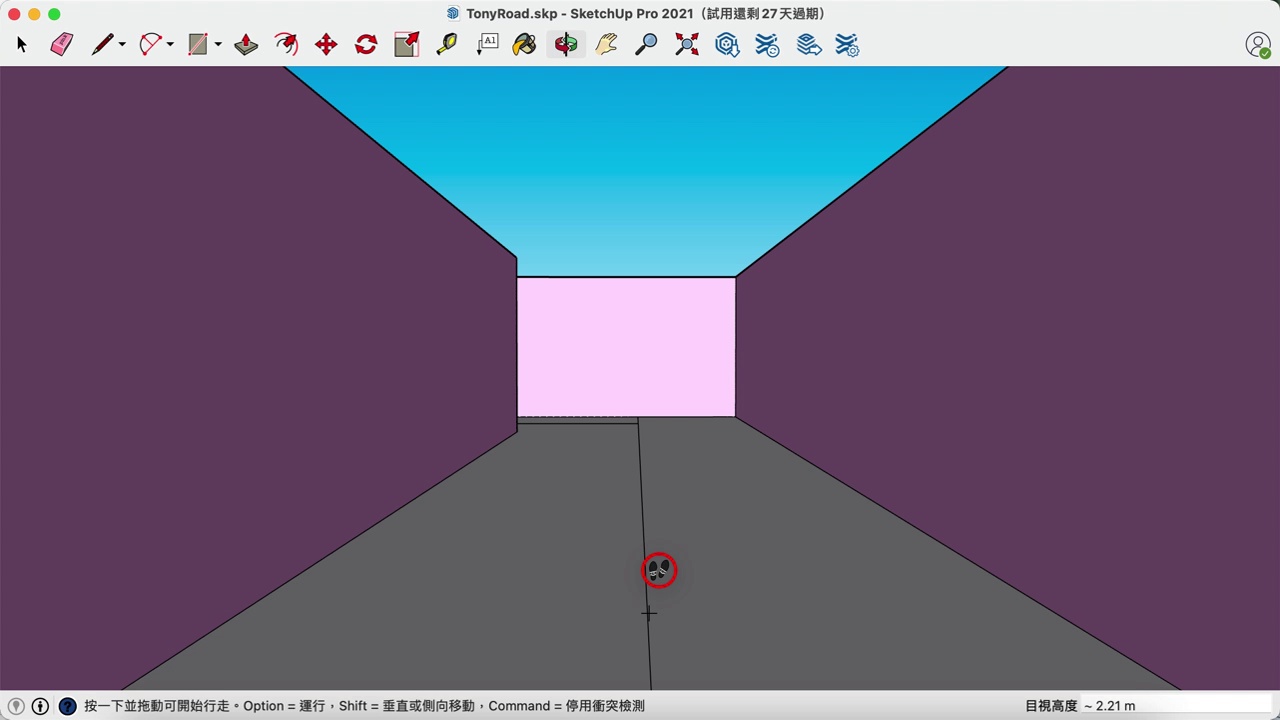 TonyRoad.skp - SketchUp Pro 2021（試用還剩 27 天過期）
A1
按一下並拖動可開始行走。Option = 運行，Shift = 垂直或側向移動，Command = 停用衝突檢測
目視高度 ~ 2.21 m